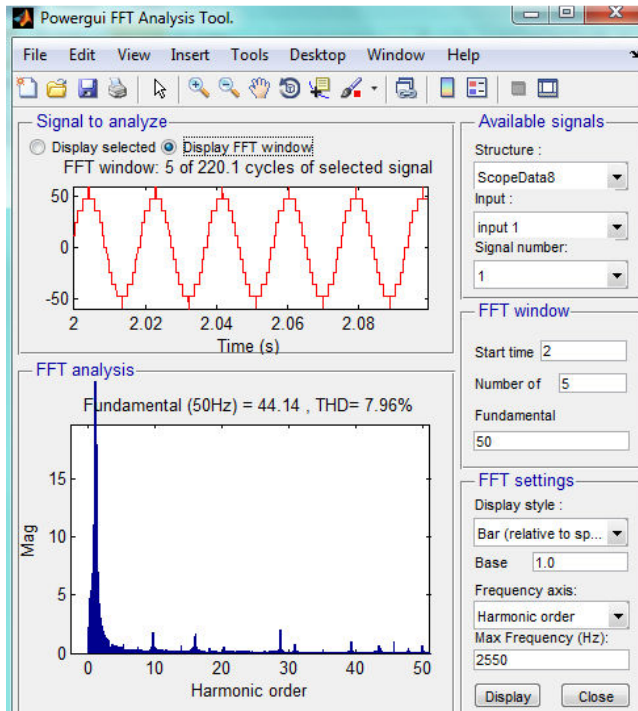 Powergui FFT Analysis Tool.
File Edit View Insert Tools Desktop Window Help
Signal to analyze
Display selected Display FFT window
FFT window: 5 of 220.1 cycles of selected signal
50
0
-50
2 2.02 2.04 2.06 2.08
Time (s)
FFT analysis
Fundamental (50Hz) = 44.14 , THD= 7.96%
15
10
5
0
Mag
0 10 20 30 40 50
Harmonic order
Available signals
Structure :
ScopeData8
Input :
input 1
Signal number:
1
FFT window
Start time 2
Number of 5
Fundamental
50
FFT settings
Display style :
Bar (relative to sp...
Base 1.0
Frequency axis:
Harmonic order
Max Frequency (Hz):
2550
Display Close